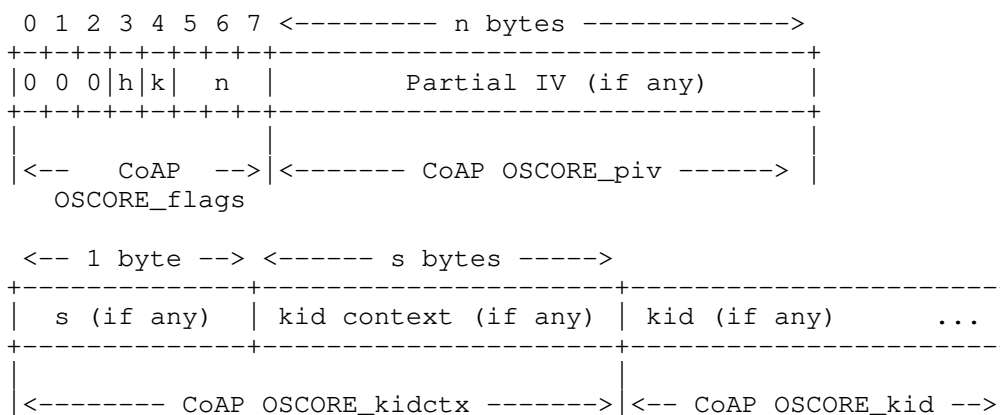 0 1 2 3 4 5 6 7 <--------- n bytes ------------->
+-+-+-+-+-+-+-+-+---------------------------------+
|0 0 0|h|k| n | Partial IV (if any) |
+-+-+-+-+-+-+-+-+---------------------------------+
| | |
|<-- CoAP -->|<------- CoAP OSCORE_piv ------> |
OSCORE_flags
<-- 1 byte --> <------ s bytes ----->
+--------------+----------------------+-----------------------
| s (if any) | kid context (if any) | kid (if any) ...
+--------------+----------------------+-----------------------
| |
|<-------- CoAP OSCORE_kidctx ------->|<-- CoAP OSCORE_kid -->